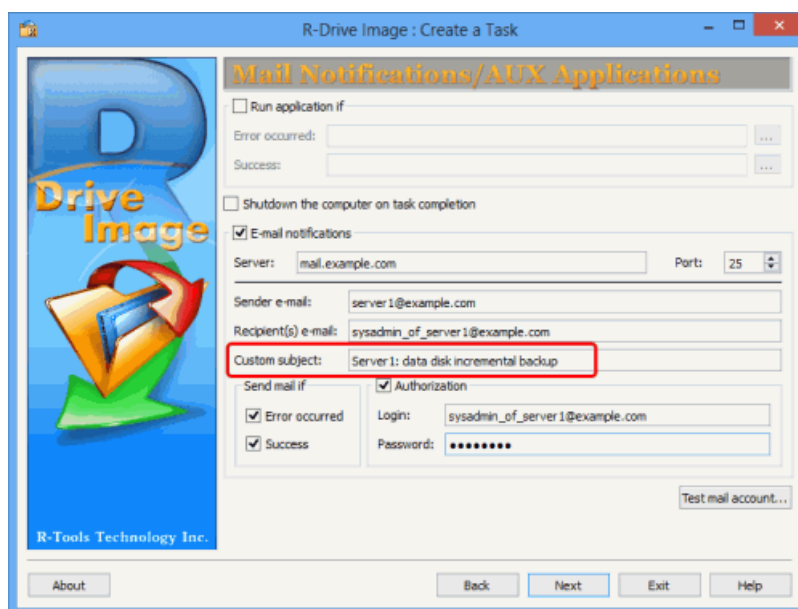 R-Drive Image : Create a Task
Mail Notifications/AUX Applications
Run application if
Error occurred:
...
Success:
...
Shutdown the computer on task completion
E-mail notifications
Server: mail.example.com Port: 25
Sender e-mail: server1@example.com
Recipient(s) e-mail: sysadmin_of_server1@example.com
Custom subject: Server1: data disk incremental backup
Send mail if
Error occurred
Success
Authorization
Login: sysadmin_of_server1@example.com
Password: ●●●●●●●●
Test mail account...
R
Drive
Image
R-Tools Technology Inc.
About Back Next Exit Help